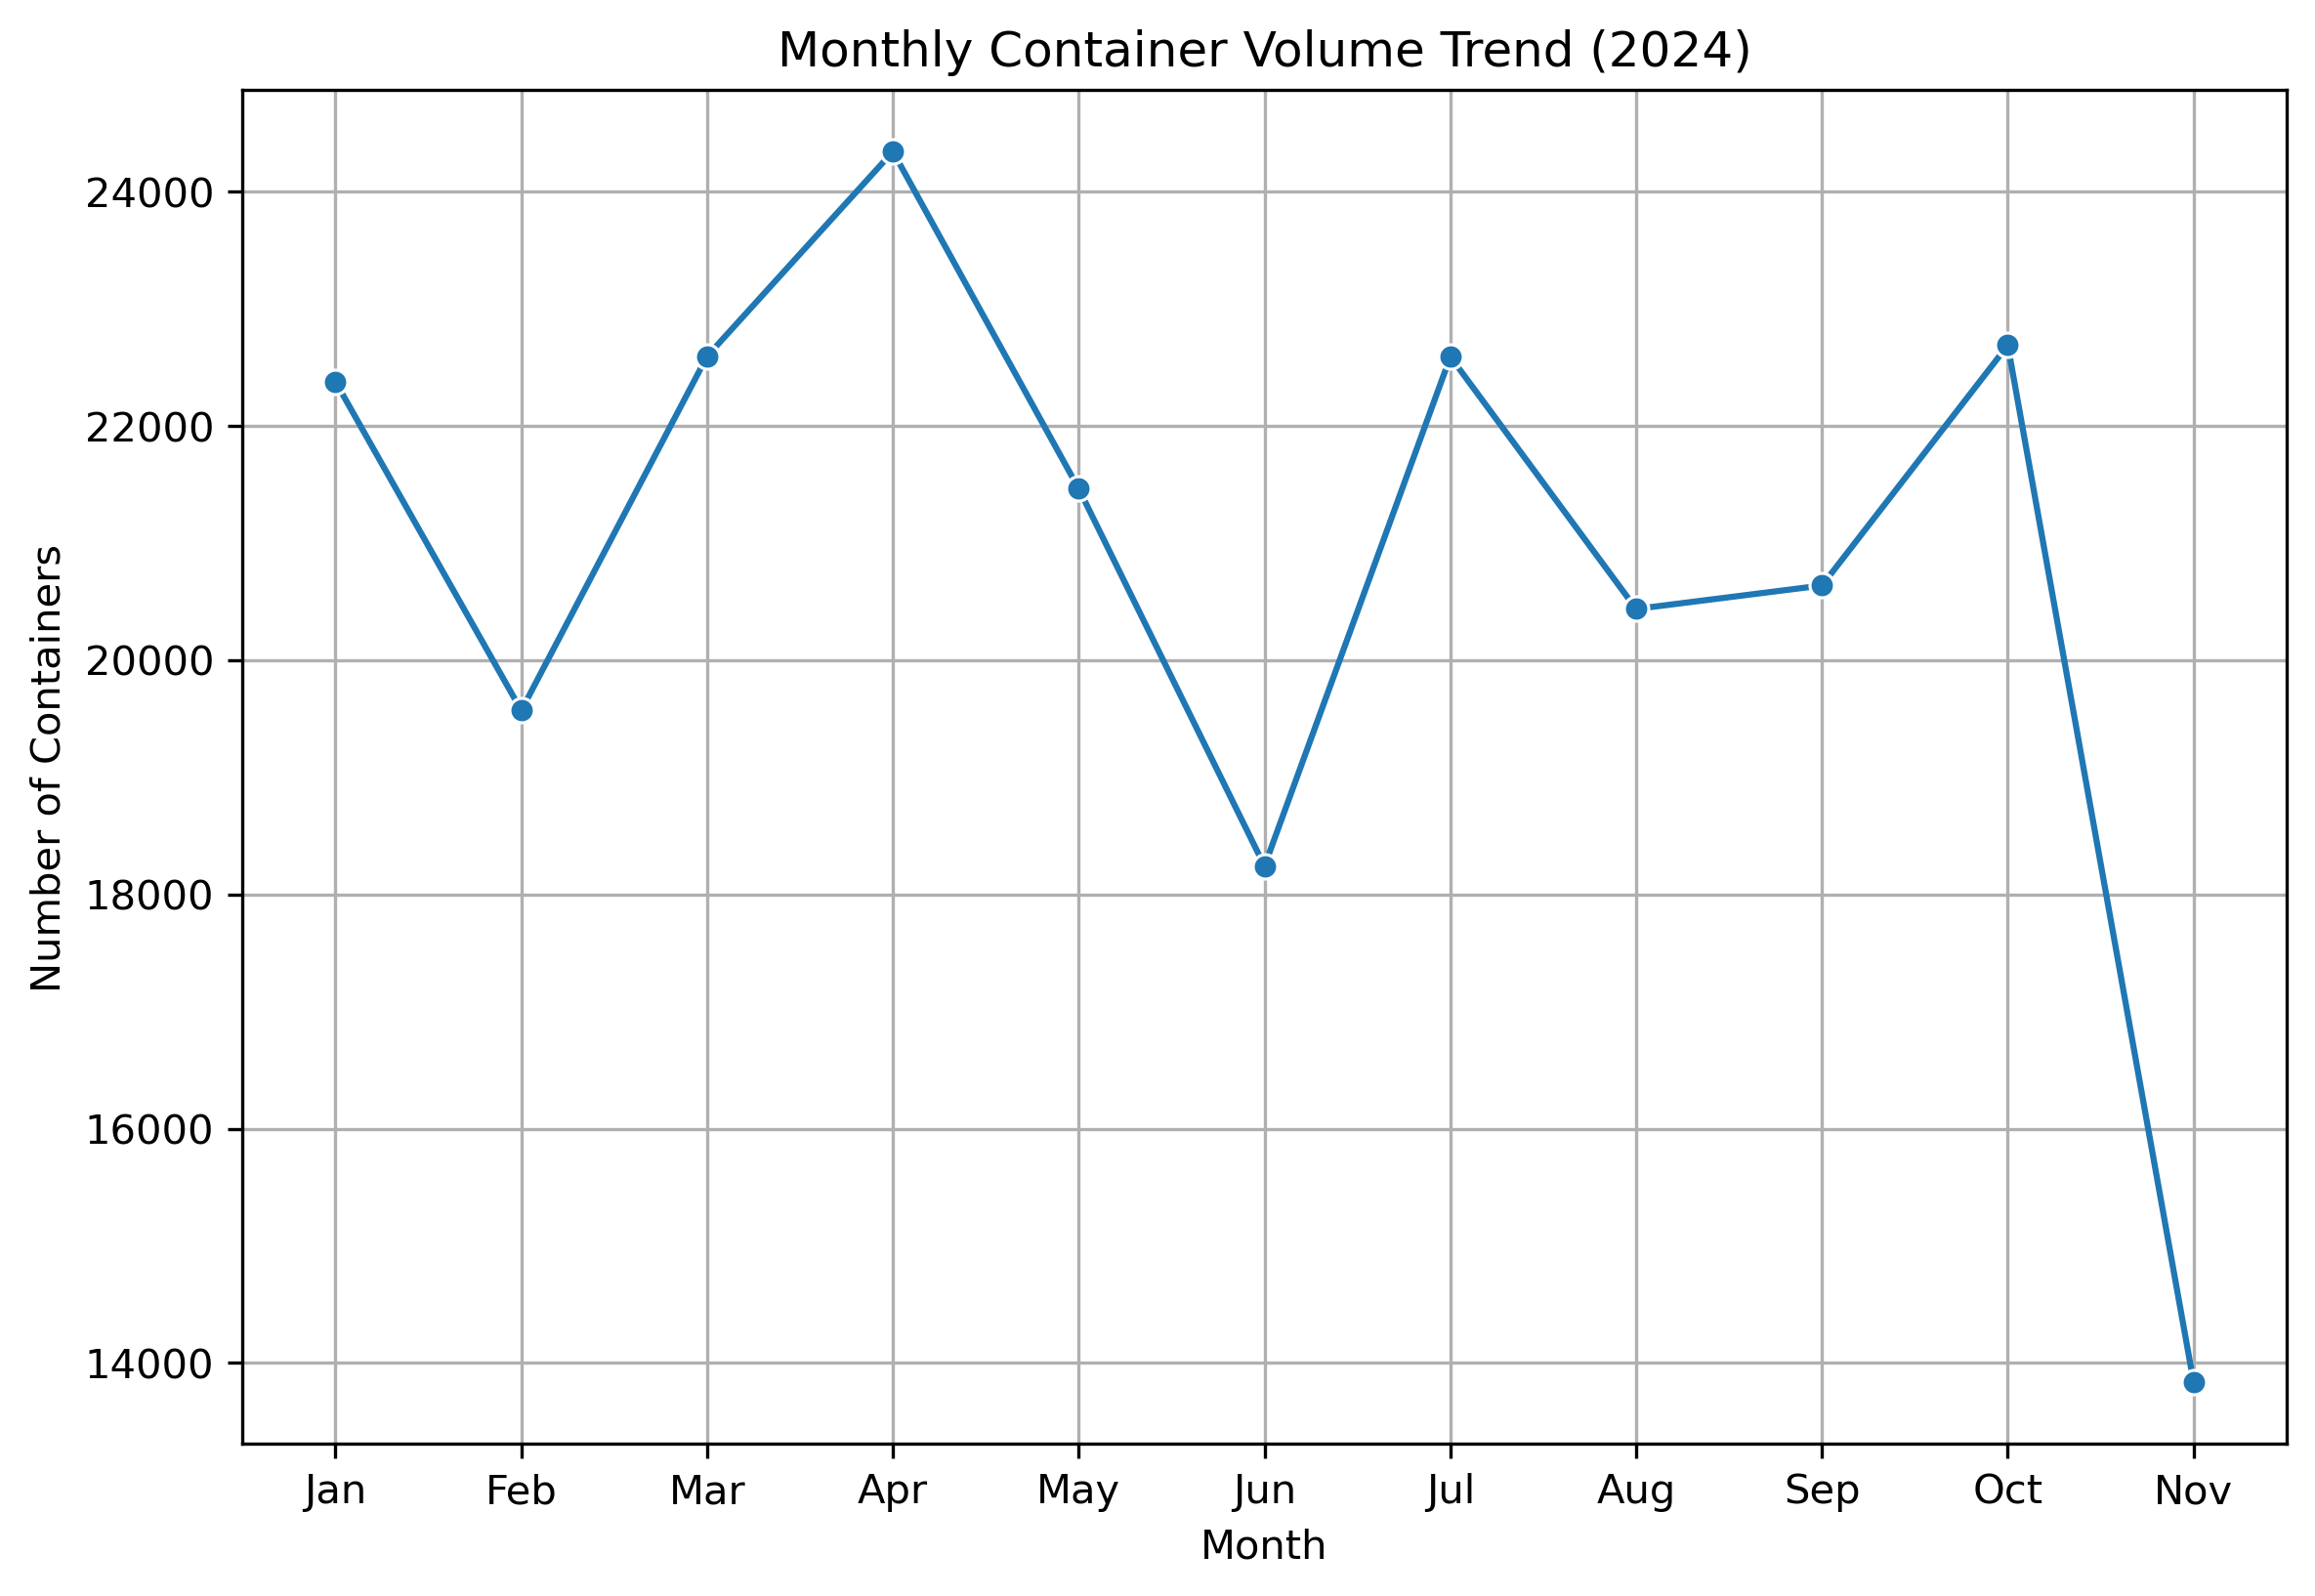 Monthly Container Volume Trend (2024)
Number of Containers
24000
22000
20000
18000
16000
14000
Jan Feb Mar Apr May Jun Jul Aug Sep Oct Nov
Month